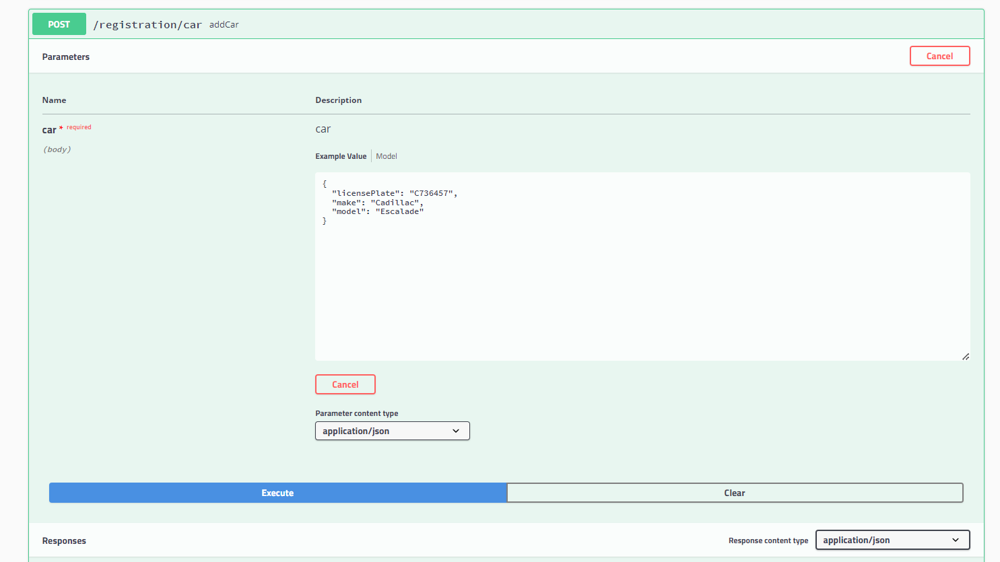 POST /registration/car addCar
Parameters Cancel
Name Description
car * required car
(body)
Example Value Model
{
  "licensePlate": "C736457",
  "make": "Cadillac",
  "model": "Escalade"
}
Cancel
Parameter content type
application/json
Execute Clear
Responses Response content type application/json